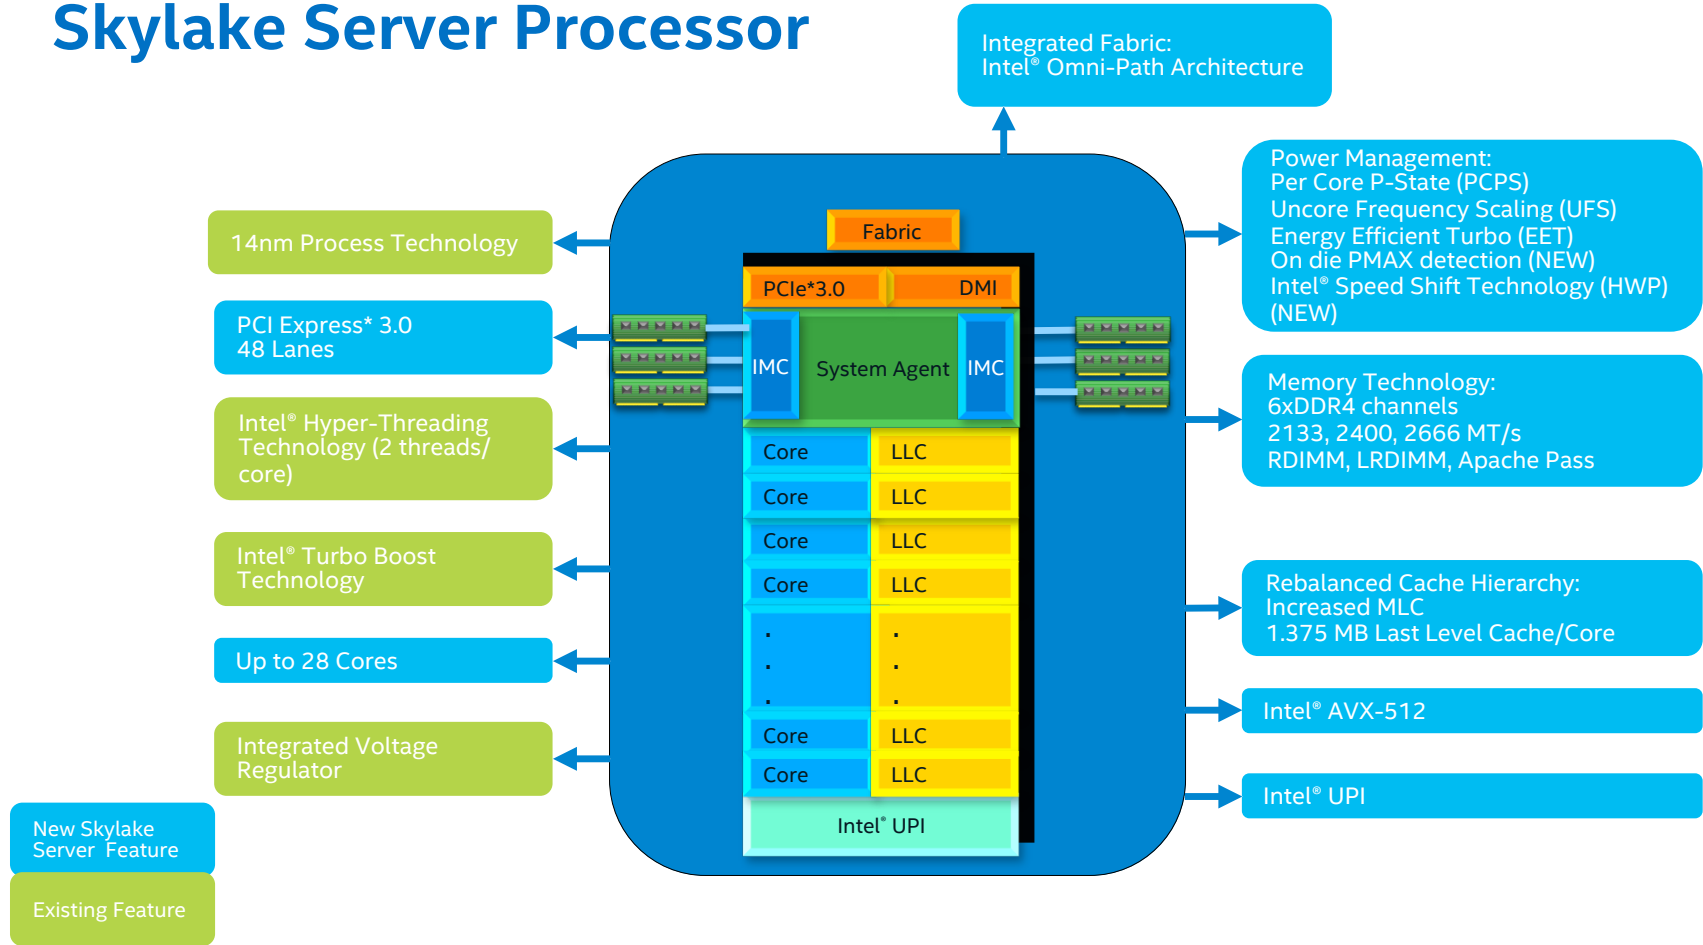 Skylake Server Processor
Integrated Fabric:
Intel® Omni-Path Architecture
14nm Process Technology
PCI Express* 3.0
48 Lanes
Intel® Hyper-Threading
Technology (2 threads/
core)
Intel® Turbo Boost
Technology
Up to 28 Cores
Integrated Voltage
Regulator
New Skylake
Server Feature
Existing Feature
Fabric
PCIe*3.0
DMI
IMC
System Agent
IMC
Core
LLC
Core
LLC
Core
LLC
Core
LLC
. .
. .
. .
Core
LLC
Core
LLC
Intel® UPI
Power Management:
Per Core P-State (PCPS)
Uncore Frequency Scaling (UFS)
Energy Efficient Turbo (EET)
On die PMAX detection (NEW)
Intel® Speed Shift Technology (HWP)
(NEW)
Memory Technology:
6xDDR4 channels
2133, 2400, 2666 MT/s
RDIMM, LRDIMM, Apache Pass
Rebalanced Cache Hierarchy:
Increased MLC
1.375 MB Last Level Cache/Core
Intel® AVX-512
Intel® UPI